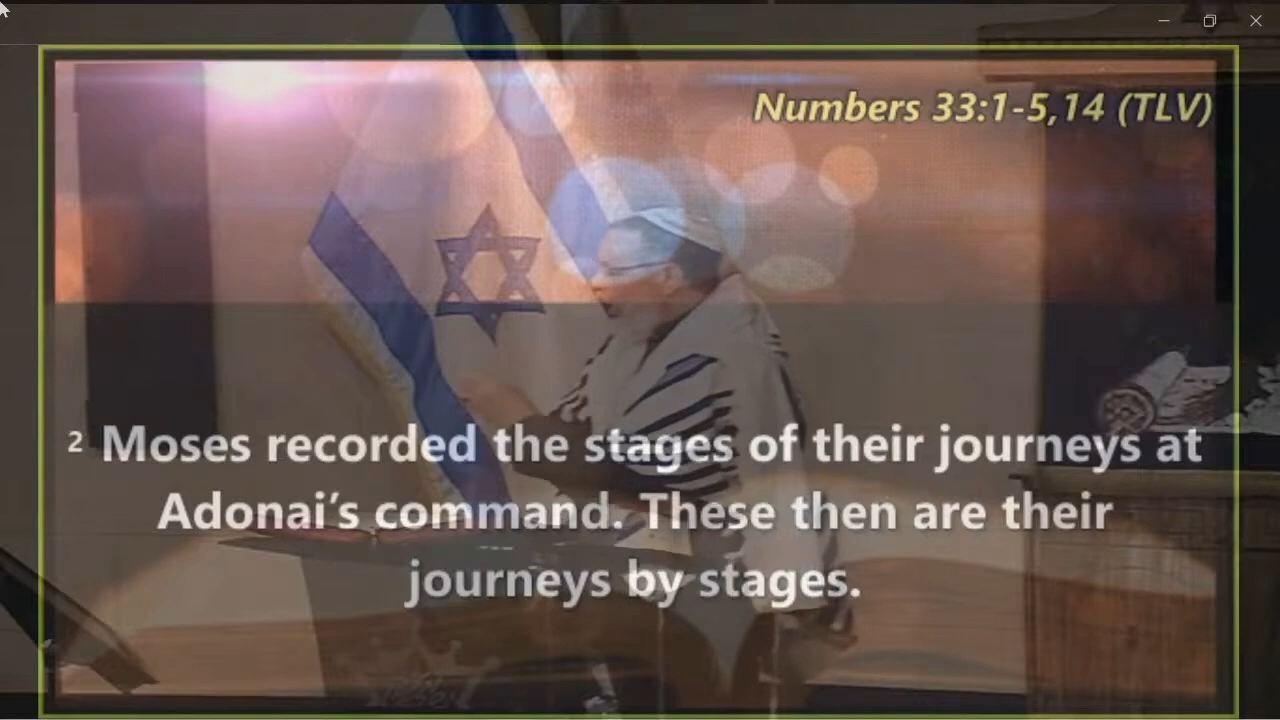 Numbers 33:1-5,14 (TLV)
2 Moses recorded the stages of their journeys at
Adonai’s command. These then are their
journeys by stages.